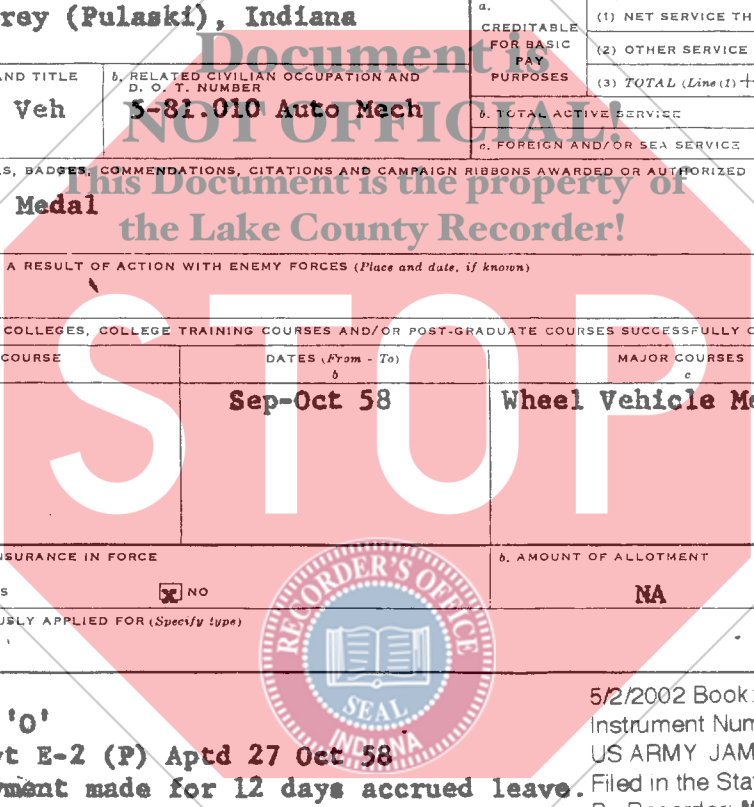 rey (Pulaski), Indiana
a.
CREDITABLE FOR BASIC PAY PURPOSES
(1) NET SERVICE TH
(2) OTHER SERVICE
(3) TOTAL (Line (1) +
Document is
NOT OFFICIAL!
This Document is the property of
the Lake County Recorder!
AND TITLE
b. RELATED CIVILIAN OCCUPATION AND
D. O. T. NUMBER
Veh
5-81.010 Auto Mech
b. TOTAL ACTIVE SERVICE
c. FOREIGN AND/OR SEA SERVICE
S, BADGES, COMMENDATIONS, CITATIONS AND CAMPAIGN RIBBONS AWARDED OR AUTHORIZED
Medal
A RESULT OF ACTION WITH ENEMY FORCES (Place and date, if known)
STOP
COLLEGES, COLLEGE TRAINING COURSES AND/OR POST-GRADUATE COURSES SUCCESSFULLY C
COURSE
DATES (From - To)
b
MAJOR COURSES
c
Sep-Oct 58
Wheel Vehicle Me
NSURANCE IN FORCE
S
x NO
b. AMOUNT OF ALLOTMENT
NA
USLY APPLIED FOR (Specify type)
RECORDER'S OFFICE
SEAL
INDIANA
'O'
vt E-2 (P) Aptd 27 Oct 58
yment made for 12 days accrued leave.
5/2/2002 Book
Instrument Num
US ARMY JAM
Filed in the Sta